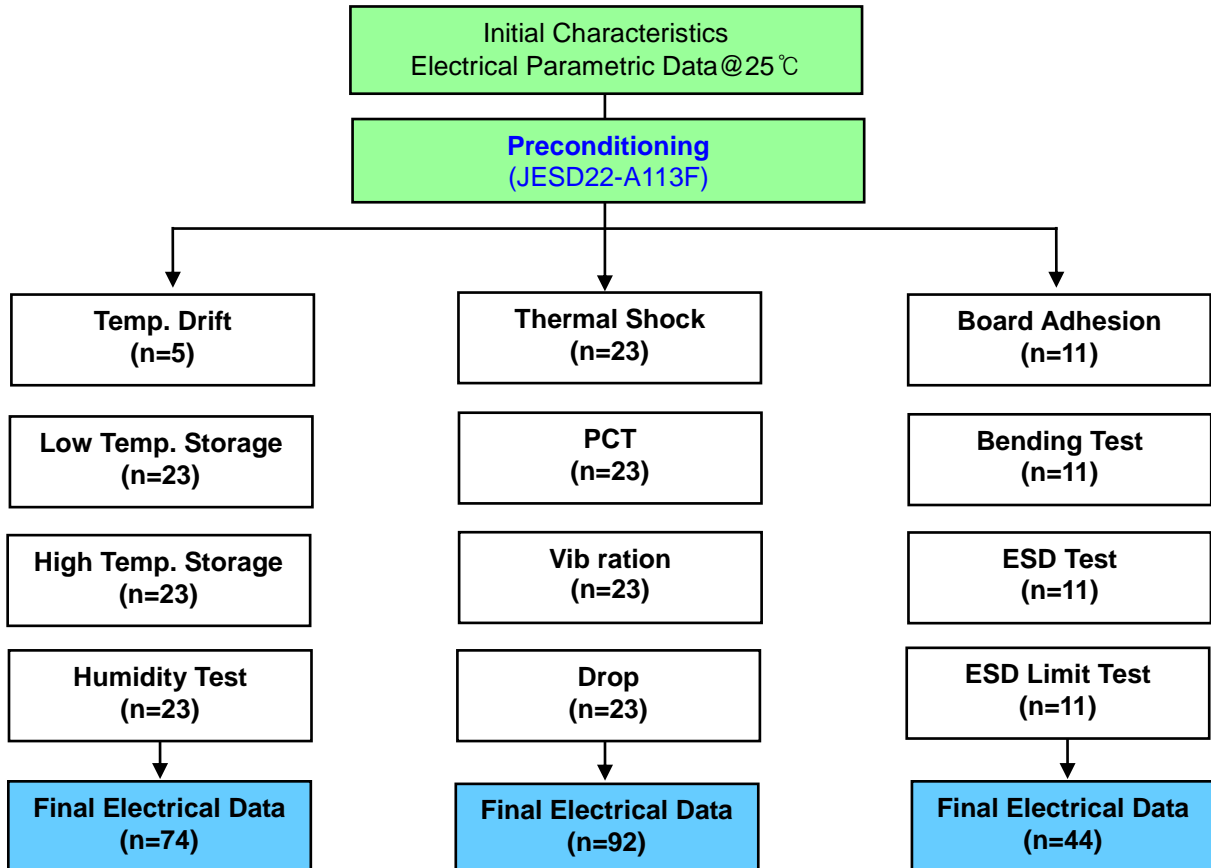 Initial Characteristics
Electrical Parametric Data@25℃
Preconditioning
(JESD22-A113F)
Temp. Drift
(n=5)
Low Temp. Storage
(n=23)
High Temp. Storage
(n=23)
Humidity Test
(n=23)
Final Electrical Data
(n=74)
Thermal Shock
(n=23)
PCT
(n=23)
Vib ration
(n=23)
Drop
(n=23)
Final Electrical Data
(n=92)
Board Adhesion
(n=11)
Bending Test
(n=11)
ESD Test
(n=11)
ESD Limit Test
(n=11)
Final Electrical Data
(n=44)